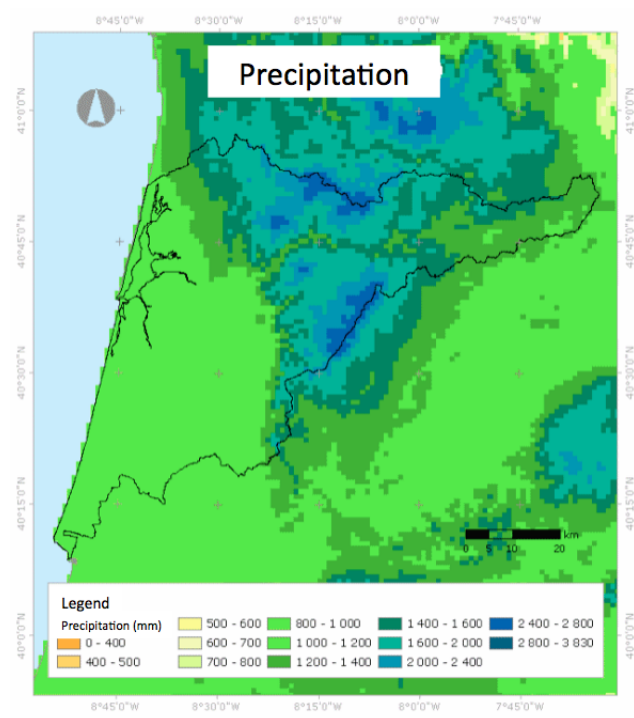 8°45'0"W 8°30'0"W 8°15'0"W 8°0'0"W 7°45'0"W
Precipitation
41°0'0"N 41°0'0"N
40°45'0"N 40°45'0"N
40°30'0"N 40°30'0"N
40°15'0"N 40°15'0"N
km
0 5 10 20
Legend
Precipitation (mm)
0 - 400
400 - 500
500 - 600
600 - 700
700 - 800
800 - 1 000
1 000 - 1 200
1 200 - 1 400
1 400 - 1 600
1 600 - 2 000
2 000 - 2 400
2 400 - 2 800
2 800 - 3 830
40°0'0"N 40°0'0"N
8°45'0"W 8°30'0"W 8°15'0"W 8°0'0"W 7°45'0"W